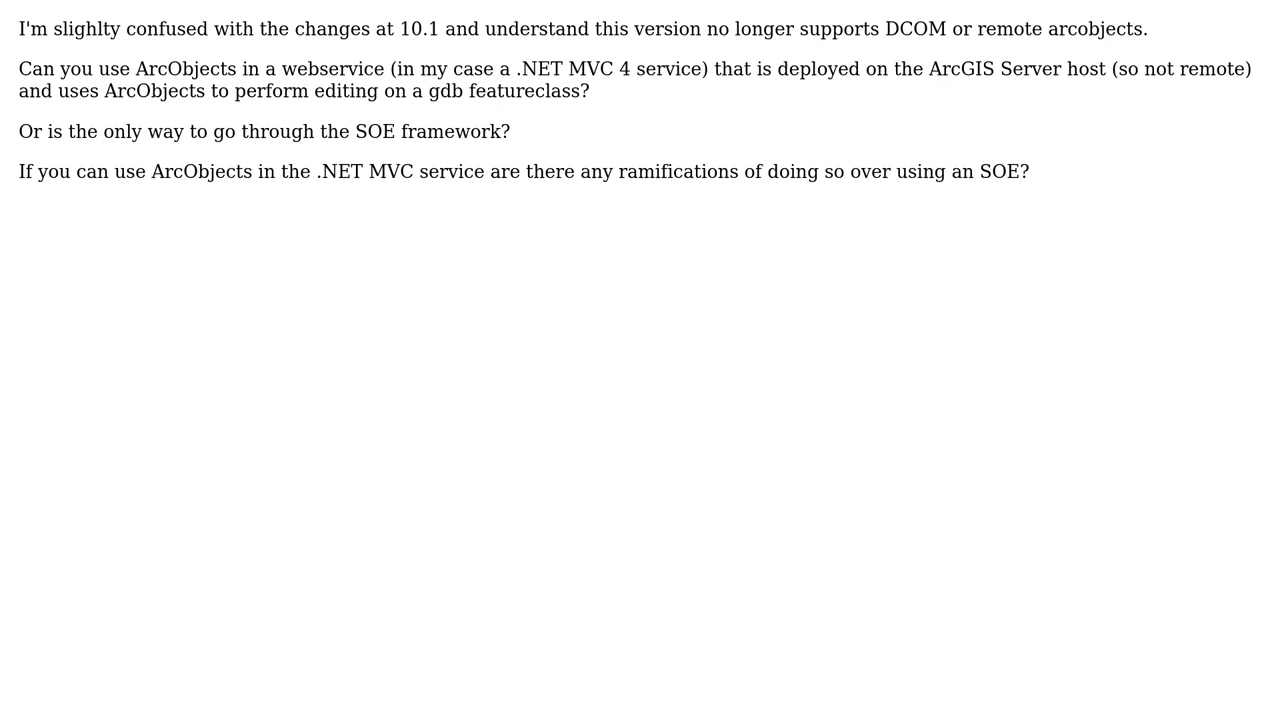 I'm slighlty confused with the changes at 10.1 and understand this version no longer supports DCOM or remote arcobjects.
Can you use ArcObjects in a webservice (in my case a .NET MVC 4 service) that is deployed on the ArcGIS Server host (so not remote)
and uses ArcObjects to perform editing on a gdb featureclass?
Or is the only way to go through the SOE framework?
If you can use ArcObjects in the .NET MVC service are there any ramifications of doing so over using an SOE?